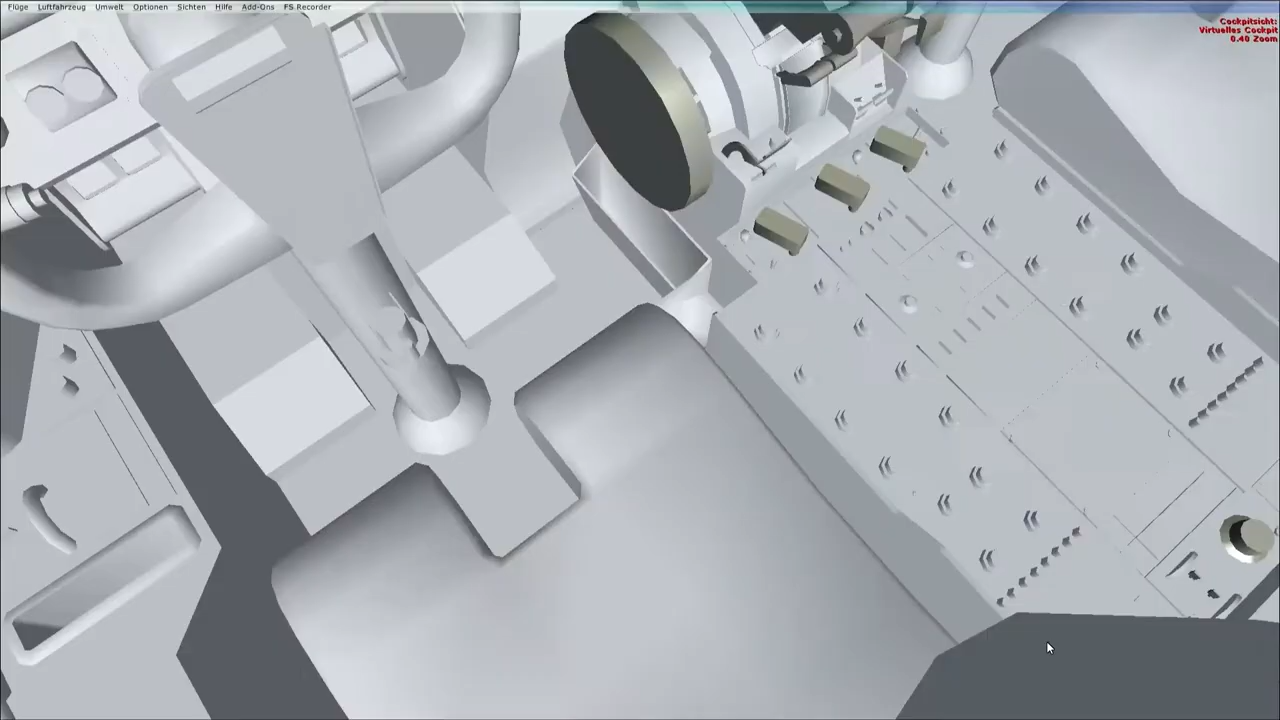 Flüge Luftfahrzeug Umwelt Optionen Sichten Hilfe Add-Ons FS Recorder
Cockpitsicht:
Virtuelles Cockpit
0.40 Zoom